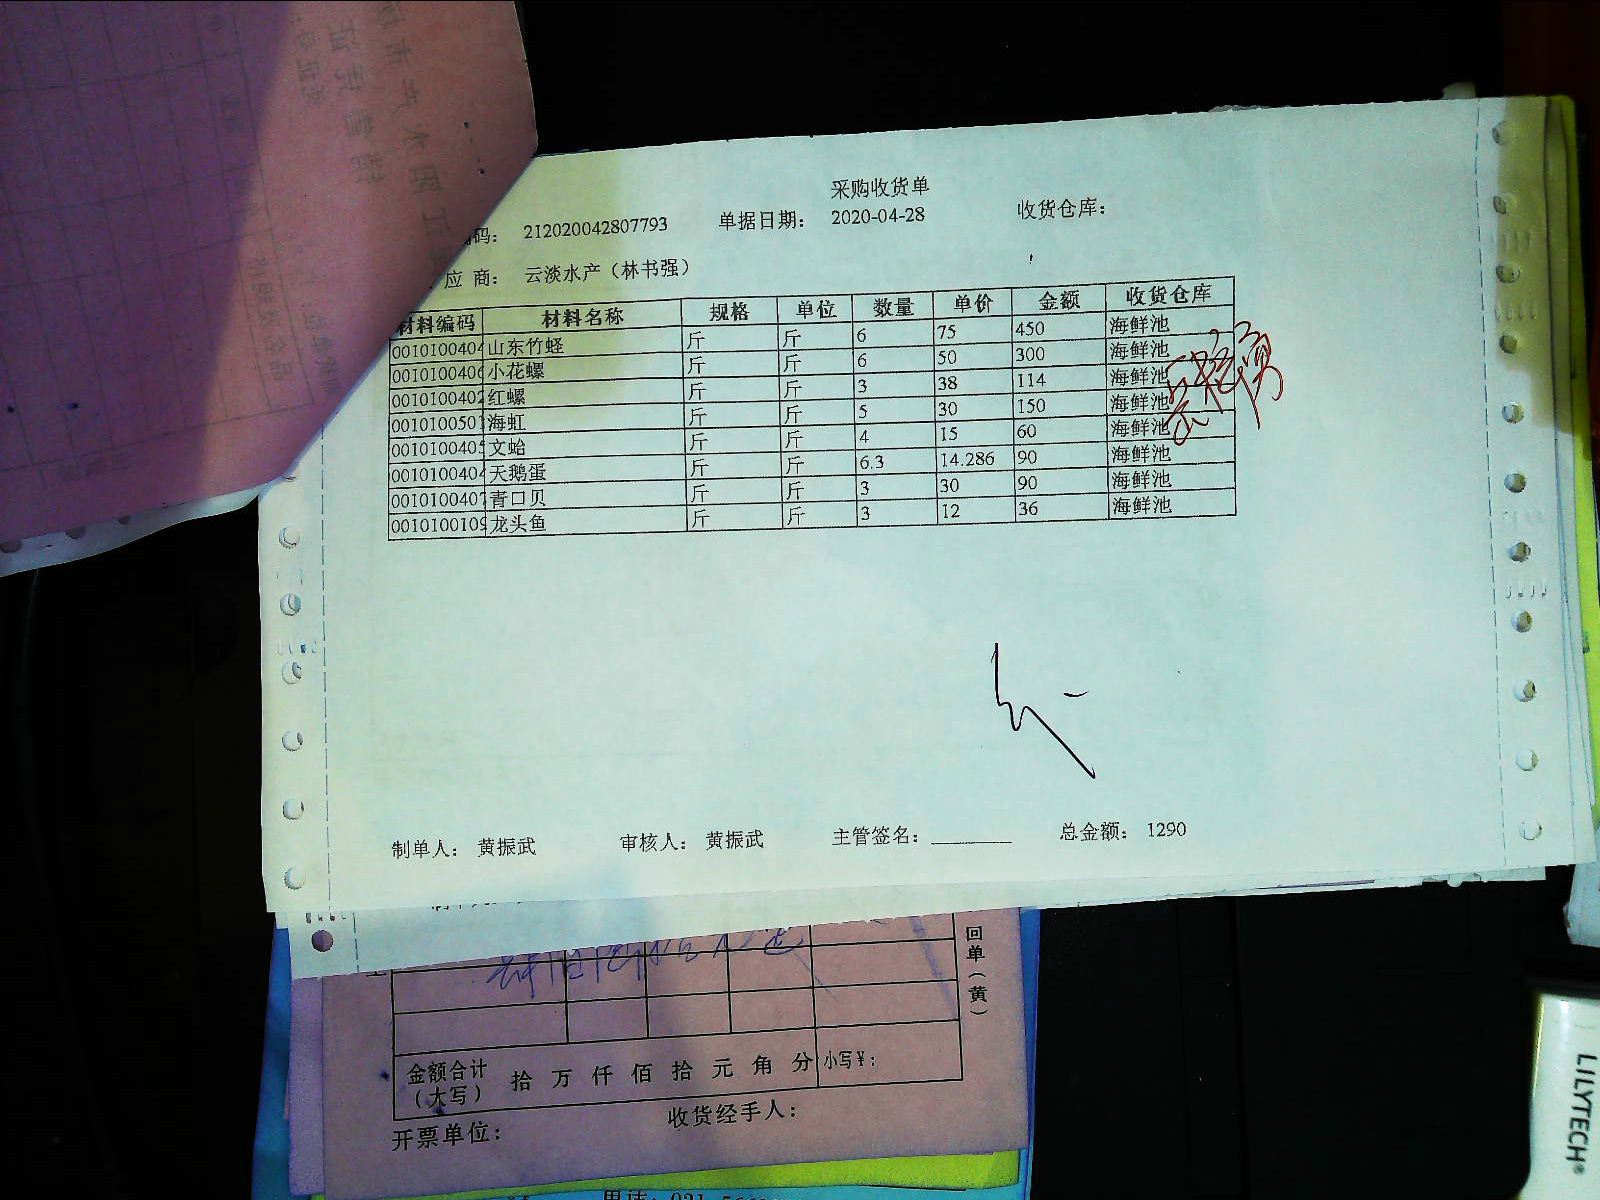 采购收货单
码： 212020042807793 单据日期： 2020-04-28 收货仓库：
应 商： 云淡水产（林书强）
材料编码 材料名称 规格 单位 数量 单价 金额 收货仓库
0010100404 山东竹蛏 斤 斤 6 75 450 海鲜池
0010100406 小花螺 斤 斤 6 50 300 海鲜池
0010100402 红螺 斤 斤 3 38 114 海鲜池
001010050 海虹 斤 斤 5 30 150 海鲜池
0010100405 文蛤 斤 斤 4 15 60 海鲜池
0010100404 天鹅蛋 斤 斤 6.3 14.286 90 海鲜池
0010100407 青口贝 斤 斤 3 30 90 海鲜池
0010100109 龙头鱼 斤 斤 3 12 36 海鲜池
制单人： 黄振武 审核人： 黄振武 主管签名： 总金额： 1290
回单（黄）
金额合计（大写） 拾 万 仟 佰 拾 元 角 分 小写￥：
开票单位： 收货经手人：
LILYTECH®